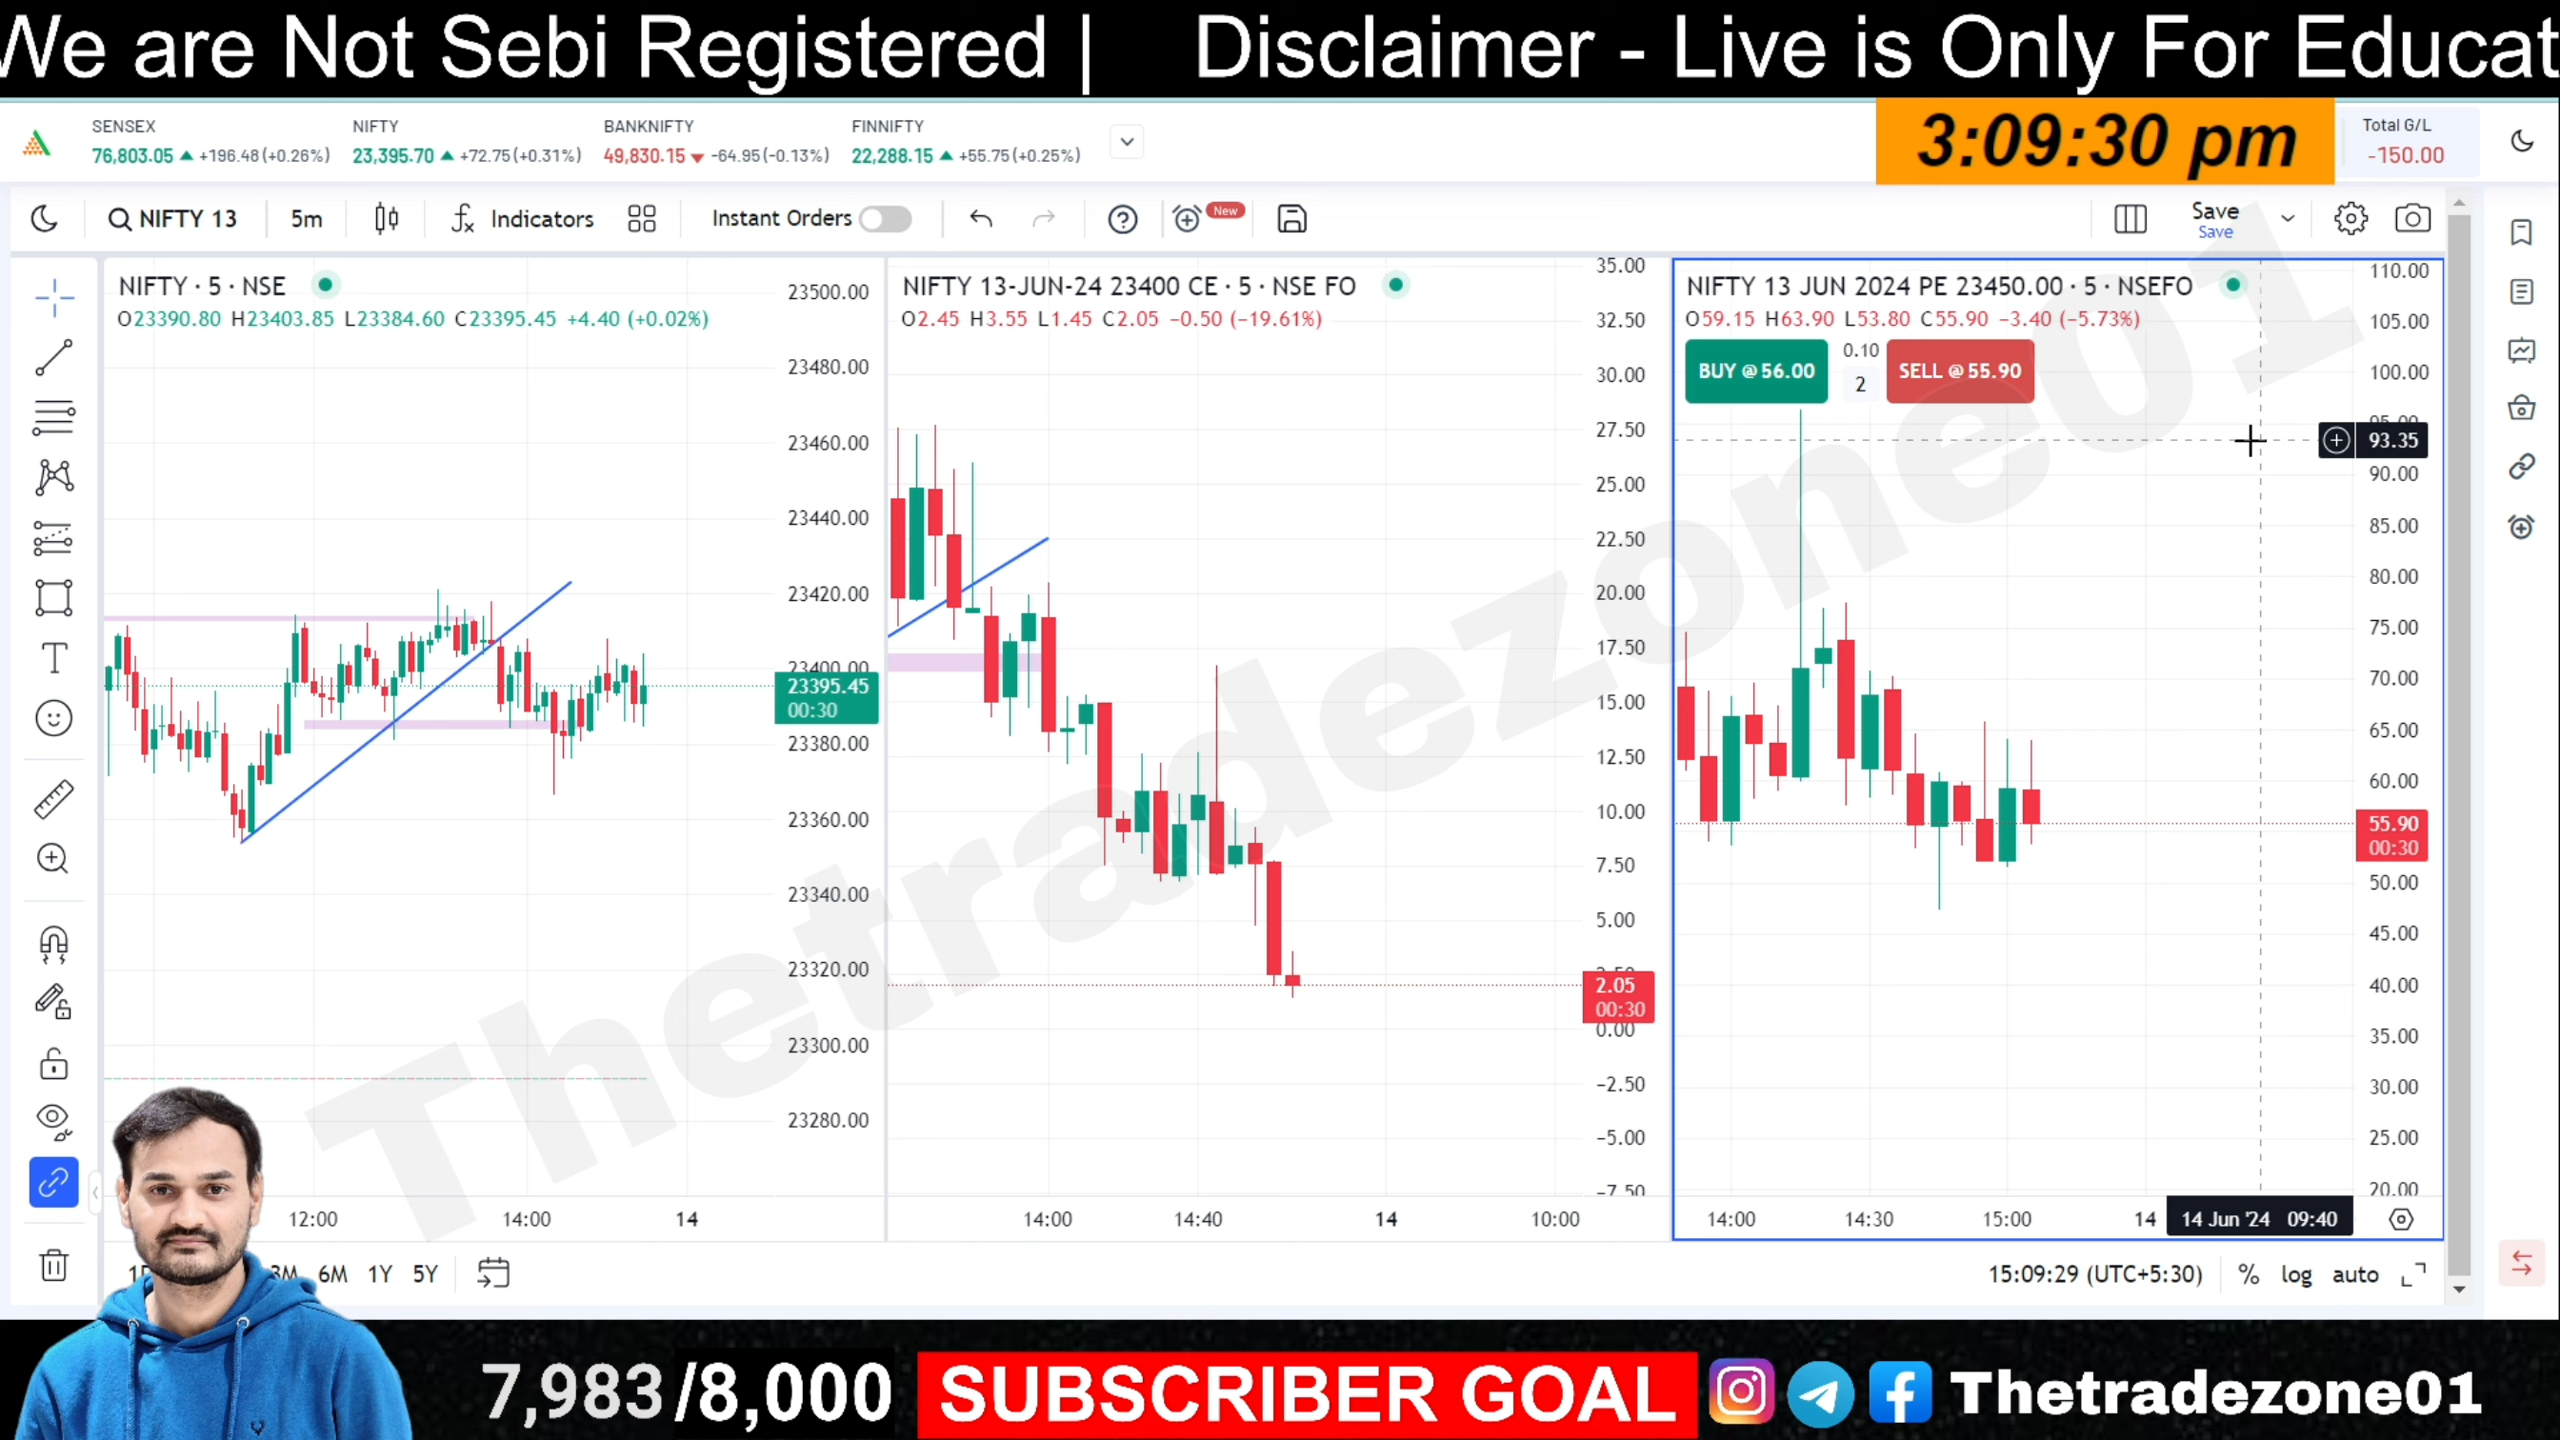 We are Not Sebi Registered | Disclaimer - Live is Only For Educat
SENSEX
76,803.05 ▲ +196.48(+0.26%)
NIFTY
23,395.70 ▲ +72.75(+0.31%)
BANKNIFTY
49,830.15 ▼ -64.95(-0.13%)
FINNIFTY
22,288.15 ▲ +55.75(+0.25%)
3:09:30 pm
Total G/L
-150.00
NIFTY 13
5m
Indicators
Instant Orders
New
Save
Save
NIFTY · 5 · NSE
O23390.80 H23403.85 L23384.60 C23395.45 +4.40 (+0.02%)
23500.00
23480.00
23460.00
23440.00
23420.00
23400.00
23395.45
00:30
23380.00
23360.00
23340.00
23320.00
23300.00
23280.00
12:00
14:00
14
NIFTY 13-JUN-24 23400 CE · 5 · NSE FO
O2.45 H3.55 L1.45 C2.05 −0.50 (−19.61%)
35.00
32.50
30.00
27.50
25.00
22.50
20.00
17.50
15.00
12.50
10.00
7.50
5.00
2.05
00:30
0.00
−2.50
−5.00
−7.50
14:00
14:40
14
10:00
NIFTY 13 JUN 2024 PE 23450.00 · 5 · NSEFO
O59.15 H63.90 L53.80 C55.90 −3.40 (−5.73%)
BUY @ 56.00
0.10
2
SELL @ 55.90
110.00
105.00
100.00
95.00
93.35
90.00
85.00
80.00
75.00
70.00
65.00
60.00
55.90
00:30
50.00
45.00
40.00
35.00
30.00
25.00
20.00
14:00
14:30
15:00
14
14 Jun '24 09:40
Thetradezone01
3M
6M
1Y
5Y
15:09:29 (UTC+5:30)
%
log
auto
7,983/8,000
SUBSCRIBER GOAL
Thetradezone01